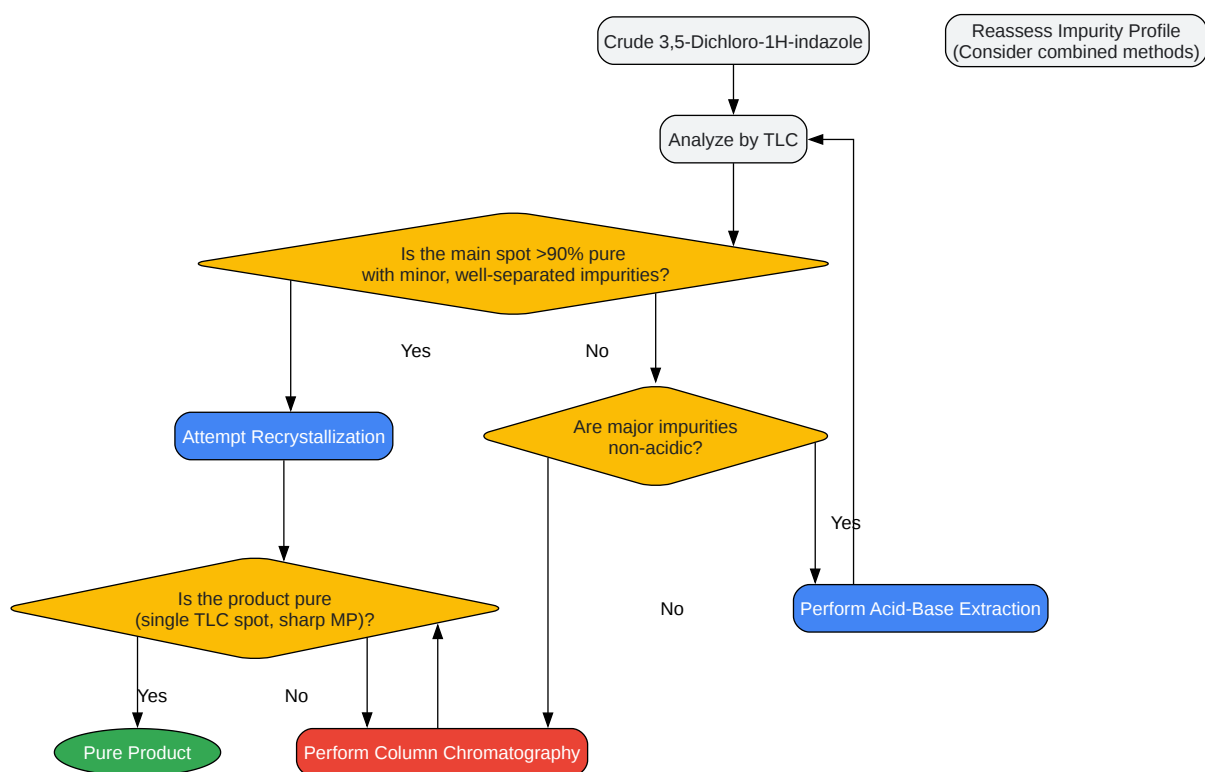 Crude 3,5-Dichloro-1H-indazole
Reassess Impurity Profile
(Consider combined methods)
Analyze by TLC
Is the main spot >90% pure
with minor, well-separated impurities?
Yes
No
Attempt Recrystallization
Are major impurities
non-acidic?
Yes
Is the product pure
(single TLC spot, sharp MP)?
No
Perform Acid-Base Extraction
Yes
No
Pure Product
Perform Column Chromatography